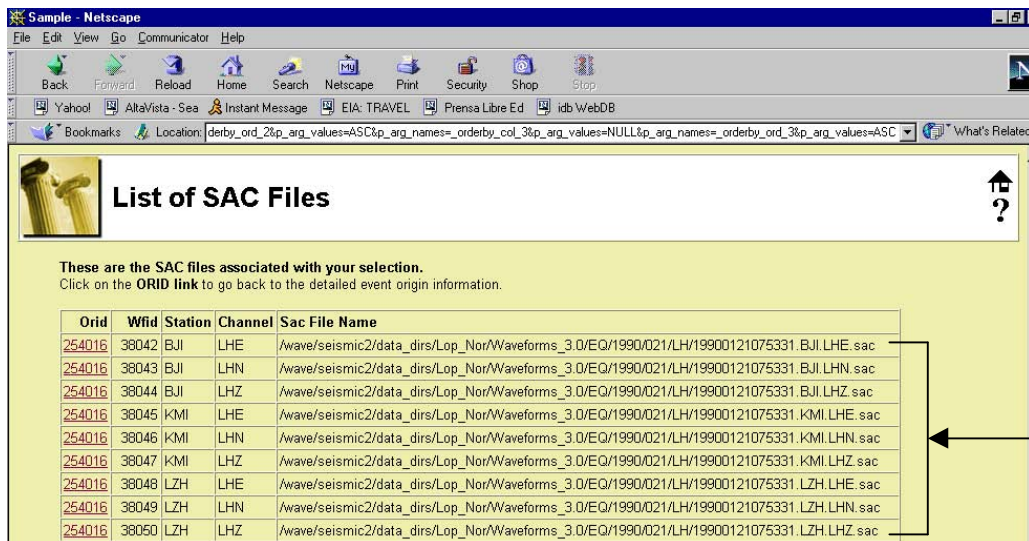 Sample - Netscape
File Edit View Go Communicator Help
Back Forward Reload Home Search Netscape Print Security Shop Stop
Yahoo! AltaVista - Sea Instant Message EIA: TRAVEL Prensa Libre Ed idb WebDB
Bookmarks Location: derby_ord_2&p_arg_values=ASC&p_arg_names=_orderby_col_3&p_arg_values=NULL&p_arg_names=_orderby_ord_3&p_arg_values=ASC What's Related
List of SAC Files
?
These are the SAC files associated with your selection.
Click on the ORID link to go back to the detailed event origin information.
Orid Wfid Station Channel Sac File Name
254016 38042 BJI LHE /wave/seismic2/data_dirs/Lop_Nor/Waveforms_3.0/EQ/1990/021/LH/19900121075331.BJI.LHE.sac
254016 38043 BJI LHN /wave/seismic2/data_dirs/Lop_Nor/Waveforms_3.0/EQ/1990/021/LH/19900121075331.BJI.LHN.sac
254016 38044 BJI LHZ /wave/seismic2/data_dirs/Lop_Nor/Waveforms_3.0/EQ/1990/021/LH/19900121075331.BJI.LHZ.sac
254016 38045 KMI LHE /wave/seismic2/data_dirs/Lop_Nor/Waveforms_3.0/EQ/1990/021/LH/19900121075331.KMI.LHE.sac
254016 38046 KMI LHN /wave/seismic2/data_dirs/Lop_Nor/Waveforms_3.0/EQ/1990/021/LH/19900121075331.KMI.LHN.sac
254016 38047 KMI LHZ /wave/seismic2/data_dirs/Lop_Nor/Waveforms_3.0/EQ/1990/021/LH/19900121075331.KMI.LHZ.sac
254016 38048 LZH LHE /wave/seismic2/data_dirs/Lop_Nor/Waveforms_3.0/EQ/1990/021/LH/19900121075331.LZH.LHE.sac
254016 38049 LZH LHN /wave/seismic2/data_dirs/Lop_Nor/Waveforms_3.0/EQ/1990/021/LH/19900121075331.LZH.LHN.sac
254016 38050 LZH LHZ /wave/seismic2/data_dirs/Lop_Nor/Waveforms_3.0/EQ/1990/021/LH/19900121075331.LZH.LHZ.sac